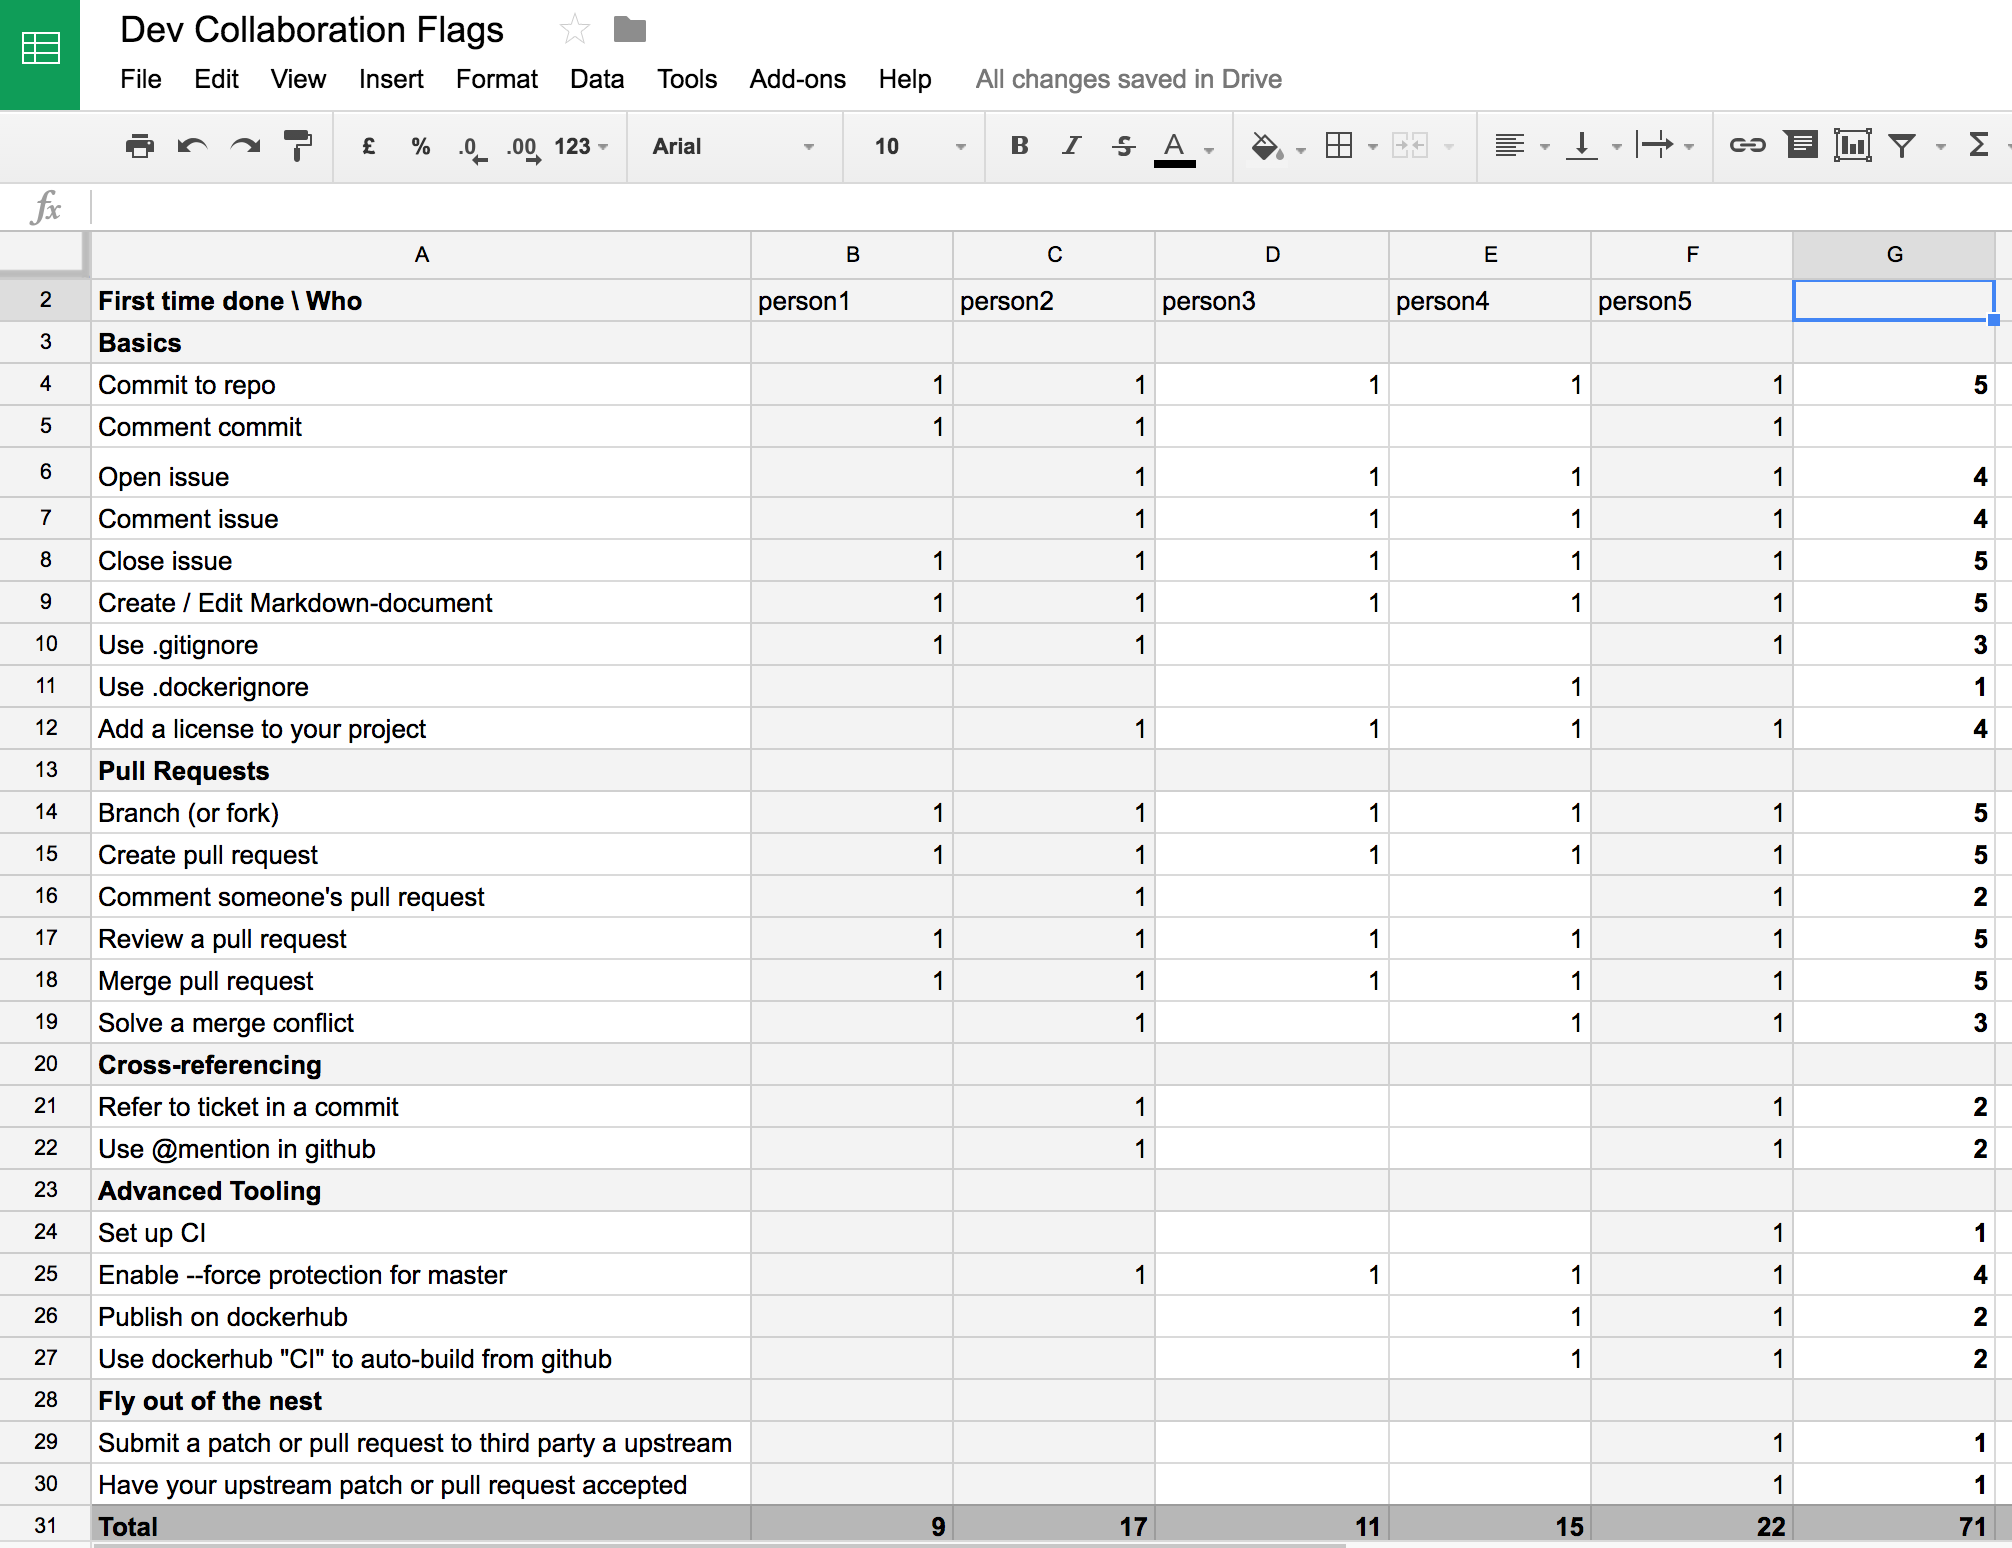 Dev Collaboration Flags
File Edit View Insert Format Data Tools Add-ons Help All changes saved in Drive
£ % .0 .00 123 Arial 10 B I S A Σ
fx
A B C D E F G
2 First time done \ Who person1 person2 person3 person4 person5
3 Basics
4 Commit to repo 1 1 1 1 1 5
5 Comment commit 1 1 1
6 Open issue 1 1 1 1 4
7 Comment issue 1 1 1 1 4
8 Close issue 1 1 1 1 1 5
9 Create / Edit Markdown-document 1 1 1 1 1 5
10 Use .gitignore 1 1 1 3
11 Use .dockerignore 1 1
12 Add a license to your project 1 1 1 1 4
13 Pull Requests
14 Branch (or fork) 1 1 1 1 1 5
15 Create pull request 1 1 1 1 1 5
16 Comment someone's pull request 1 1 2
17 Review a pull request 1 1 1 1 1 5
18 Merge pull request 1 1 1 1 1 5
19 Solve a merge conflict 1 1 1 3
20 Cross-referencing
21 Refer to ticket in a commit 1 1 2
22 Use @mention in github 1 1 2
23 Advanced Tooling
24 Set up CI 1 1
25 Enable --force protection for master 1 1 1 1 4
26 Publish on dockerhub 1 1 2
27 Use dockerhub "CI" to auto-build from github 1 1 2
28 Fly out of the nest
29 Submit a patch or pull request to third party a upstream 1 1
30 Have your upstream patch or pull request accepted 1 1
31 Total 9 17 11 15 22 71